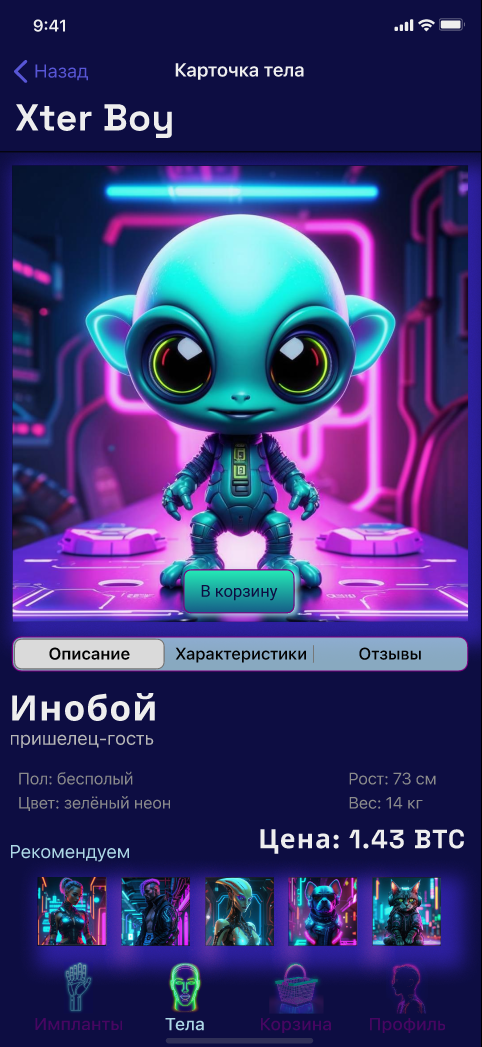 9:41
Назад
Карточка тела
Xter Boy
В корзину
Описание
Характеристики
Отзывы
Инобой
пришелец-гость
Пол: бесполый
Рост: 73 см
Цвет: зелёный неон
Вес: 14 кг
Цена: 1.43 BTC
Рекомендуем
Импланты
Тела
Корзина
Профиль